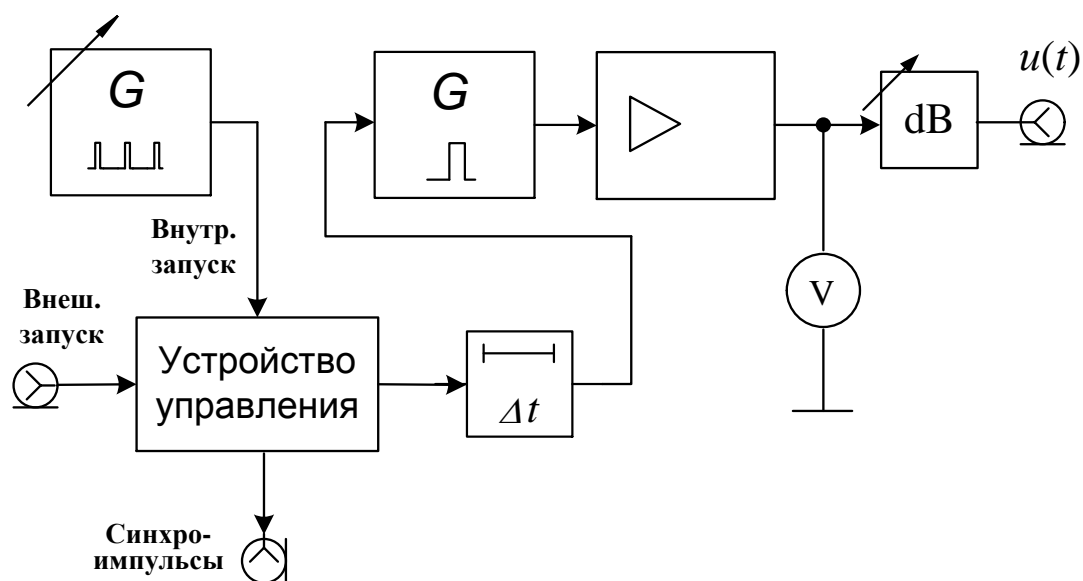 G
G
u(t)
dB
Внутр.
запуск
Внеш.
запуск
V
Устройство
управления
Δt
Синхро-
импульсы